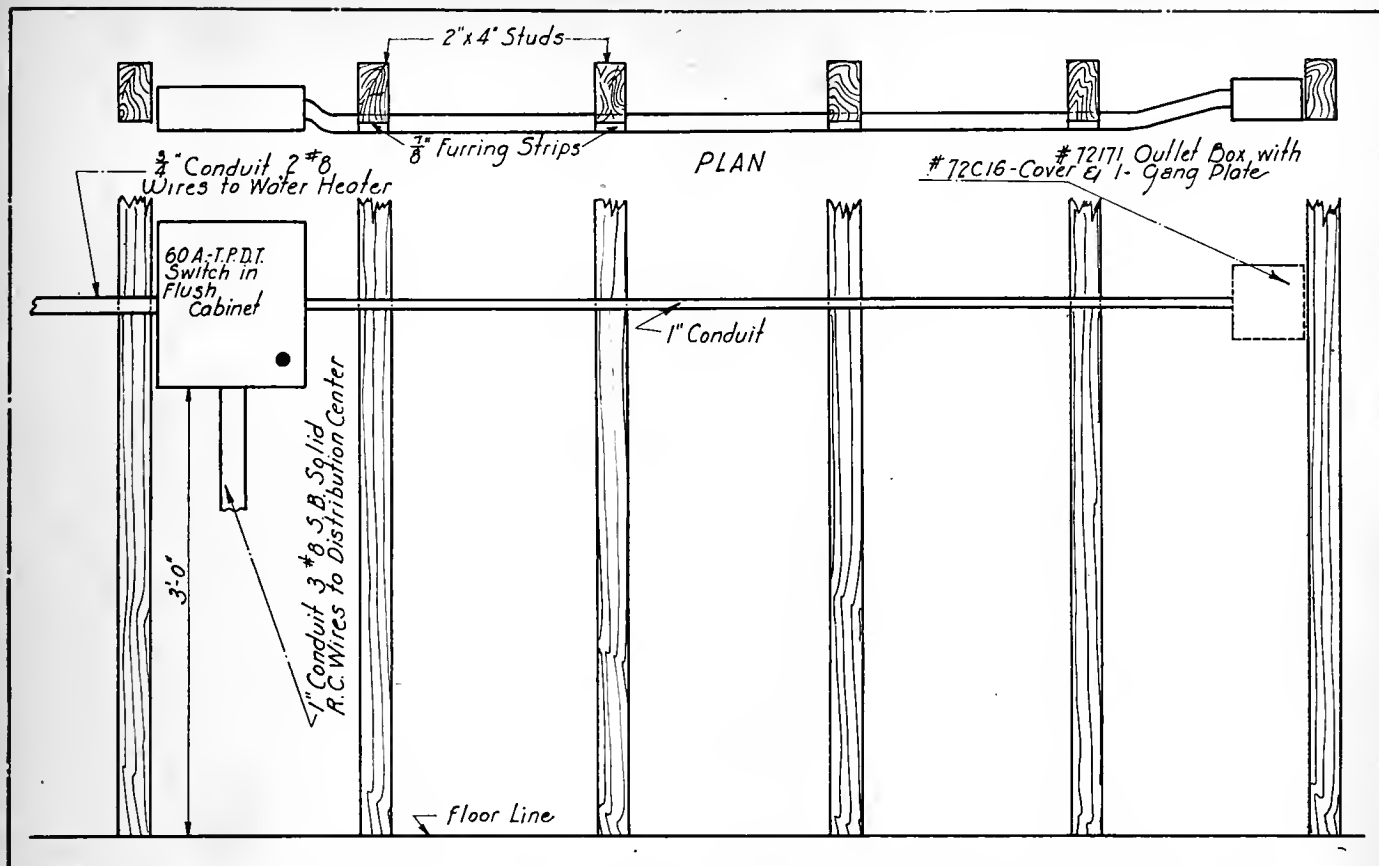 2"x4" Studs
7/8" Furring Strips
PLAN
3/4" Conduit, 2 #8
Wires to Water Heater
#72171 Outlet Box with
#72C16-Cover & 1-Gang Plate
60A.-T.P.D.T.
Switch in
Flush
Cabinet
1" Conduit
1" Conduit 3 #8 S.B. Solid
R.C. Wires to Distribution Center
3'-0"
Floor Line